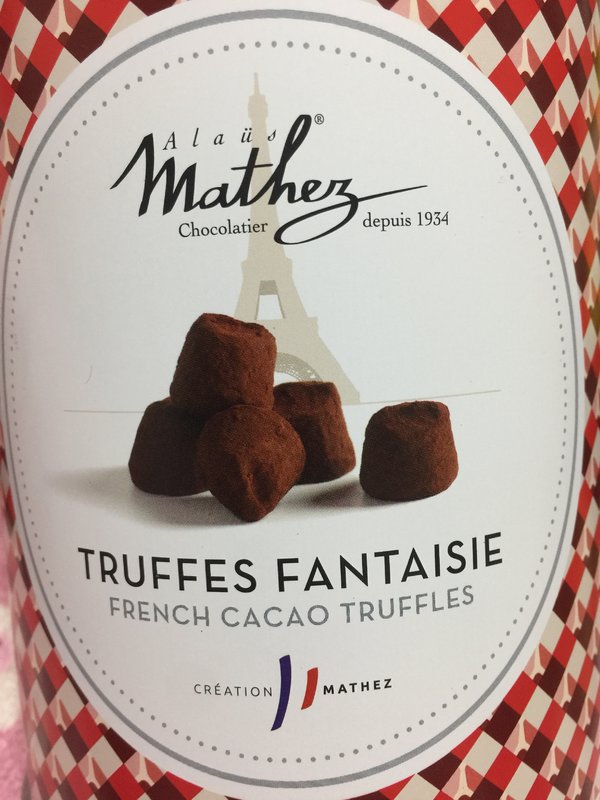 Alaüs
Mathez®
Chocolatier depuis 1934
TRUFFES FANTAISIE
FRENCH CACAO TRUFFLES
CRÉATION MATHEZ